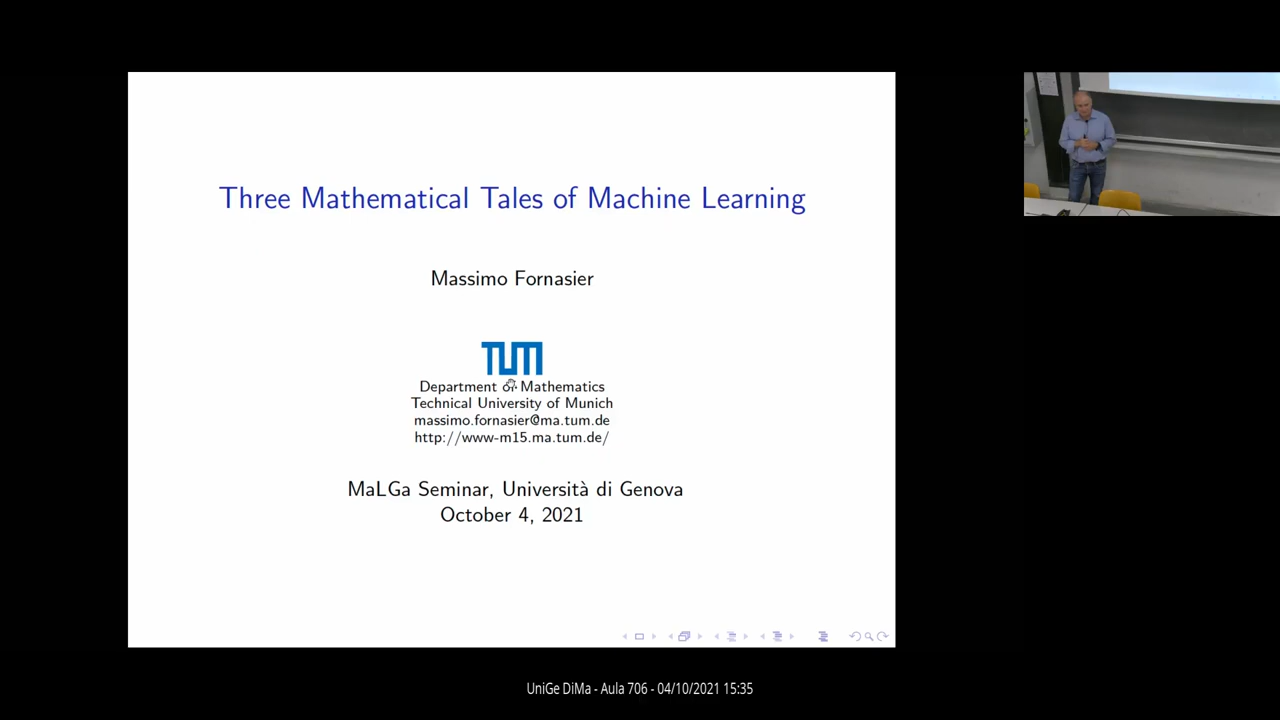 Three Mathematical Tales of Machine Learning
Massimo Fornasier
TUM
Department of Mathematics
Technical University of Munich
massimo.fornasier@ma.tum.de
http://www-m15.ma.tum.de/
MaLGa Seminar, Università di Genova
October 4, 2021
UniGe DiMa - Aula 706 - 04/10/2021 15:35